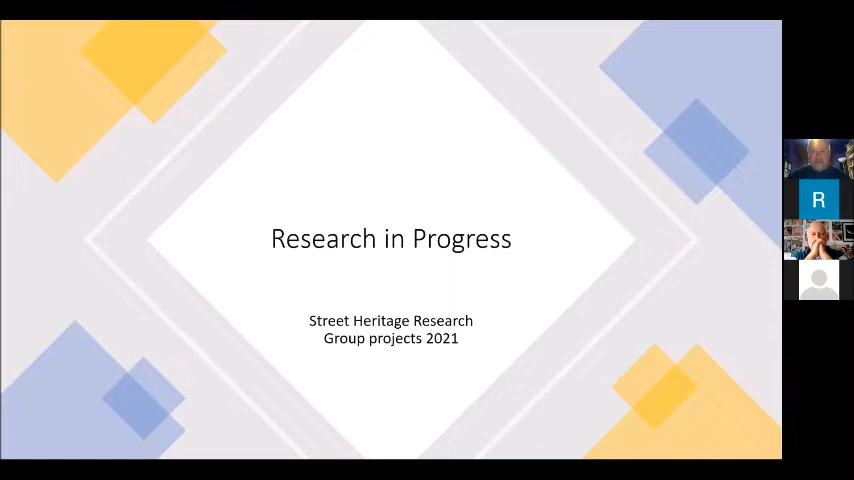 Research in Progress
Street Heritage Research
Group projects 2021
R